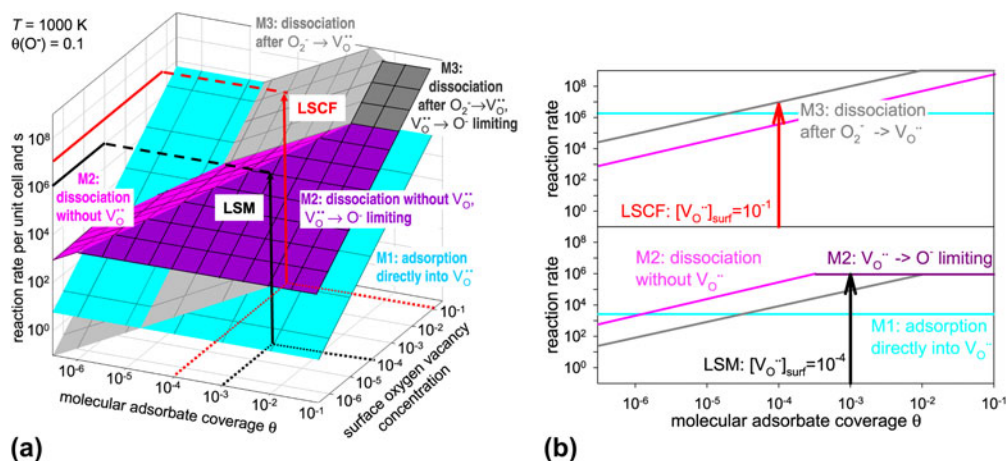 T = 1000 K
θ(O⁻) = 0.1
M3: dissociation
after O₂⁻ → V_O^••
M3:
dissociation
after O₂⁻→V_O^••,
V_O^••→ O⁻ limiting
LSCF
LSM
M2:
dissociation
without V_O^••
M2: dissociation without V_O^••,
V_O^••→ O⁻ limiting
M1: adsorption
directly into V_O^••
reaction rate per unit cell and s
10⁸
10⁶
10⁴
10²
10⁰
10⁻⁶
10⁻⁵
10⁻⁴
10⁻³
10⁻²
10⁻¹
molecular adsorbate coverage θ
10⁻¹
10⁻²
10⁻³
10⁻⁴
10⁻⁵
10⁻⁶
surface oxygen vacancy
concentration
(a)
reaction rate
10⁸
10⁶
10⁴
10²
10⁰
M3: dissociation
after O₂⁻ -> V_O^••
LSCF: [V_O^••]surf=10⁻¹
reaction rate
10⁸
10⁶
10⁴
10²
10⁰
M2: dissociation
without V_O^••
M2: V_O^•• -> O⁻ limiting
M1: adsorption
directly into V_O^••
LSM: [V_O^••]surf=10⁻⁴
10⁻⁶
10⁻⁵
10⁻⁴
10⁻³
10⁻²
10⁻¹
molecular adsorbate coverage θ
(b)